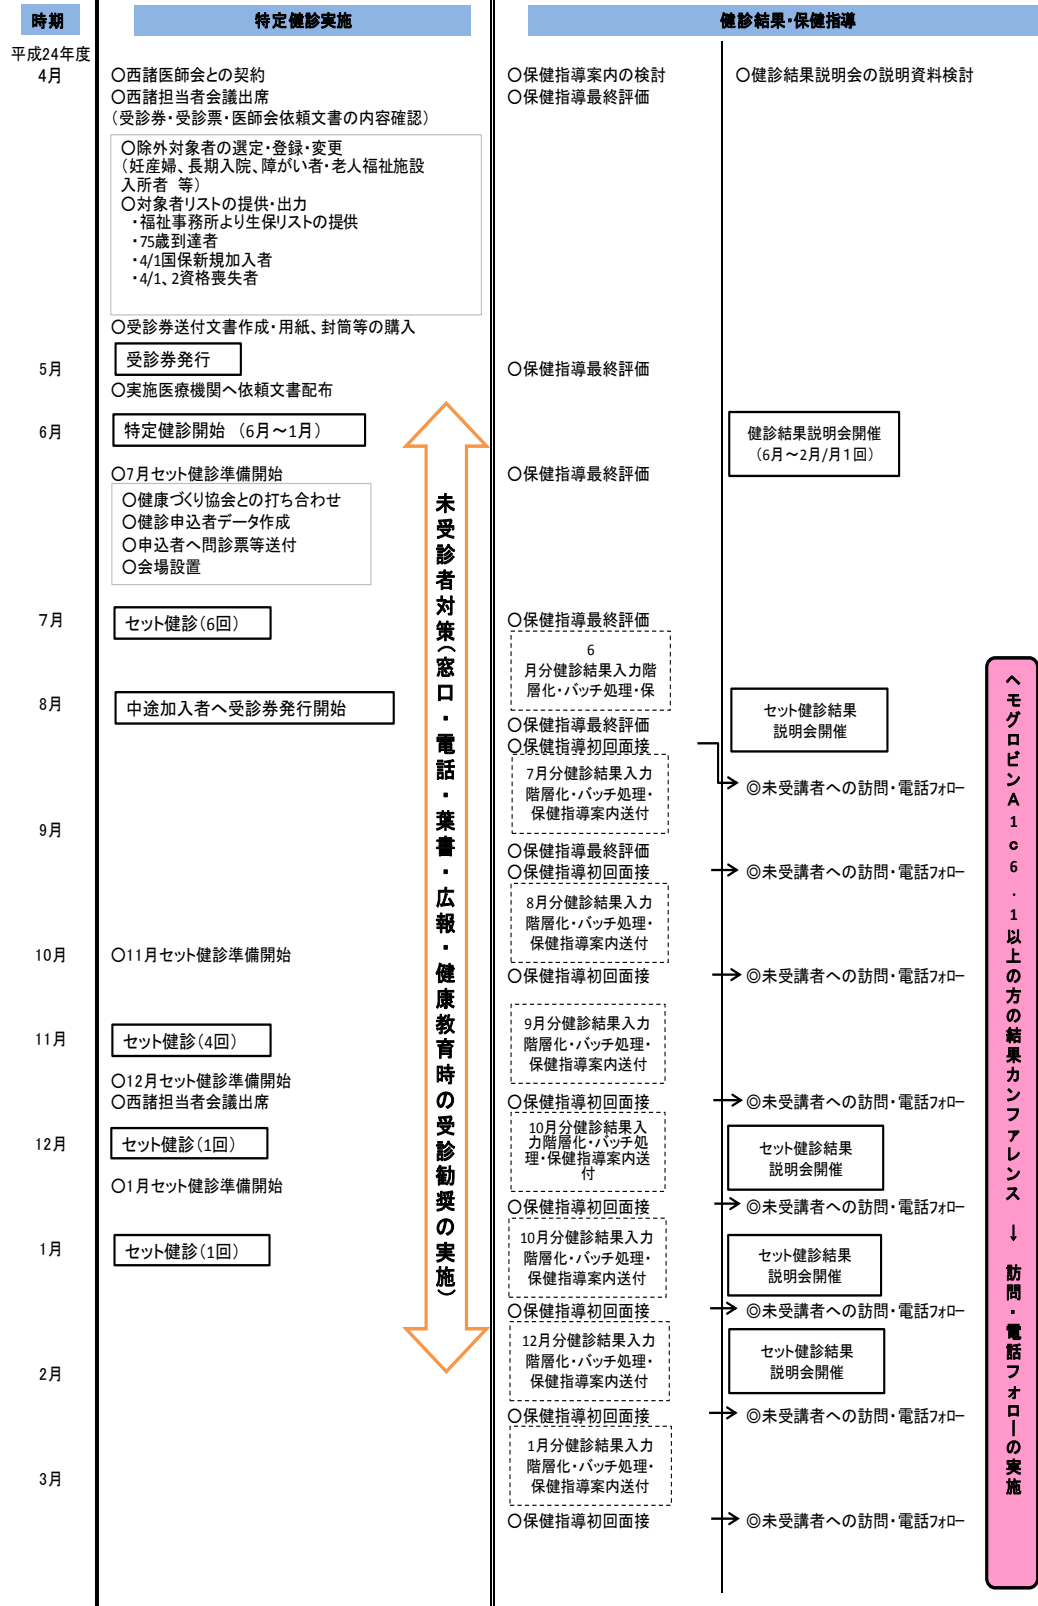 時期
特定健診実施
健診結果・保健指導
平成24年度
4月
〇西諸医師会との契約
〇西諸担当者会議出席
（受診券・受診票・医師会依頼文書の内容確認）
〇除外対象者の選定・登録・変更
（妊産婦、長期入院、障がい者・老人福祉施設
入所者　等）
〇対象者リストの提供・出力
・福祉事務所より生保リストの提供
・75歳到達者
・4/1国保新規加入者
・4/1、2資格喪失者
〇受診券送付文書作成・用紙、封筒等の購入
〇保健指導案内の検討
〇保健指導最終評価
〇健診結果説明会の説明資料検討
5月
受診券発行
〇実施医療機関へ依頼文書配布
〇保健指導最終評価
6月
特定健診開始　（6月～1月）
〇7月セット健診準備開始
〇健康づくり協会との打ち合わせ
〇健診申込者データ作成
〇申込者へ問診票等送付
〇会場設置
〇保健指導最終評価
健診結果説明会開催
（6月～2月/月１回）
未受診者対策（窓口・電話・葉書・広報・健康教育時の受診勧奨の実施）
7月
セット健診（6回）
〇保健指導最終評価
6
月分健診結果入力階
層化・バッチ処理・保
8月
中途加入者へ受診券発行開始
〇保健指導最終評価
〇保健指導初回面接
セット健診結果
説明会開催
7月分健診結果入力
階層化・バッチ処理・
保健指導案内送付
◎未受講者への訪問・電話ﾌｫﾛｰ
9月
〇保健指導最終評価
〇保健指導初回面接
◎未受講者への訪問・電話ﾌｫﾛｰ
8月分健診結果入力
階層化・バッチ処理・
保健指導案内送付
10月
〇11月セット健診準備開始
〇保健指導初回面接
◎未受講者への訪問・電話ﾌｫﾛｰ
9月分健診結果入力
階層化・バッチ処理・
保健指導案内送付
11月
セット健診（4回）
〇12月セット健診準備開始
〇西諸担当者会議出席
〇保健指導初回面接
◎未受講者への訪問・電話ﾌｫﾛｰ
10月分健診結果入
力階層化・バッチ処
理・保健指導案内送
付
12月
セット健診（1回）
〇1月セット健診準備開始
セット健診結果
説明会開催
〇保健指導初回面接
◎未受講者への訪問・電話ﾌｫﾛｰ
1月
セット健診（1回）
10月分健診結果入力
階層化・バッチ処理・
保健指導案内送付
セット健診結果
説明会開催
〇保健指導初回面接
◎未受講者への訪問・電話ﾌｫﾛｰ
2月
12月分健診結果入力
階層化・バッチ処理・
保健指導案内送付
セット健診結果
説明会開催
〇保健指導初回面接
◎未受講者への訪問・電話ﾌｫﾛｰ
3月
1月分健診結果入力
階層化・バッチ処理・
保健指導案内送付
〇保健指導初回面接
◎未受講者への訪問・電話ﾌｫﾛｰ
ヘモグロビンA1c6.1以上の方の結果カンファレンス　→　訪問・電話フォローの実施